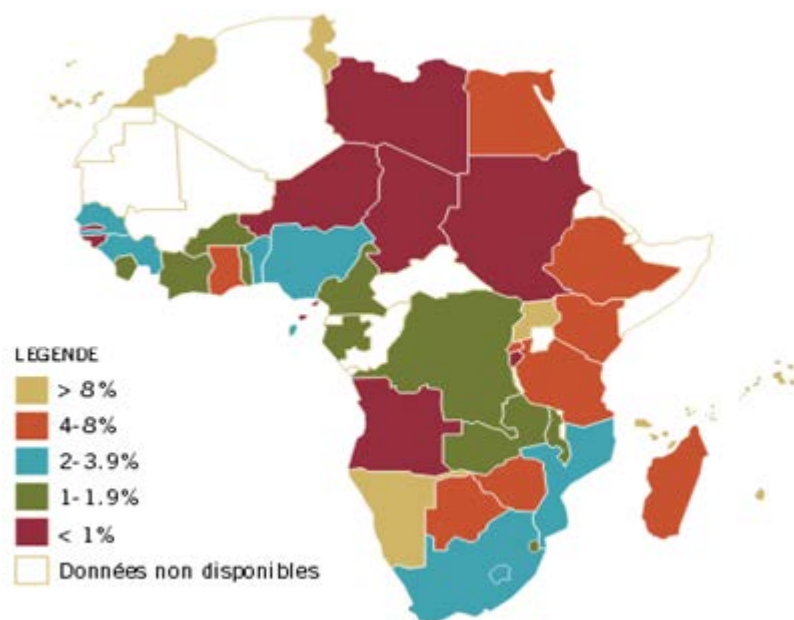 LEGENDE
> 8%
4-8%
2-3.9%
1-1.9%
< 1%
Données non disponibles